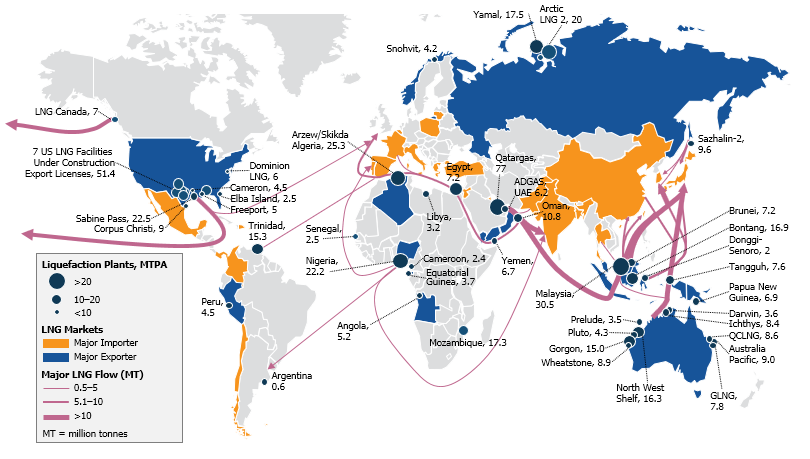 Yamal, 17.5
Arctic
LNG 2, 20
Snohvit, 4.2
LNG Canada, 7
Arzew/Skikda
Algeria, 25.3
Sazhalin-2,
9.6
7 US LNG Facilities
Under Construction
Export Licenses, 51.4
Dominion
LNG, 6
Cameron, 4,5
Elba Island, 2.5
Freeport, 5
Sabine Pass, 22.5
Corpus Christi, 9
Trinidad,
15.3
Egypt,
7.2
Qatargas,
77
ADGAS,
UAE 6.2
Oman,
10.8
Libya,
3.2
Senegal,
2.5
Nigeria,
22.2
Cameroon, 2.4
Equatorial
Guinea, 3.7
Yemen,
6.7
Brunei, 7.2
Bontang, 16.9
Donggi-
Senoro, 2
Tangguh, 7.6
Papua New
Guinea, 6.9
Malaysia,
30.5
Peru,
4.5
Angola,
5.2
Mozambique, 17.3
Argentina
0.6
Prelude, 3.5
Pluto, 4.3
Gorgon, 15.0
Wheatstone, 8.9
North West
Shelf, 16.3
Darwin, 3.6
Ichthys, 8.4
QCLNG, 8.6
Australia
Pacific, 9.0
GLNG,
7.8
Liquefaction Plants, MTPA
>20
10–20
<10
LNG Markets
Major Importer
Major Exporter
Major LNG Flow (MT)
0.5–5
5.1–10
>10
MT = million tonnes